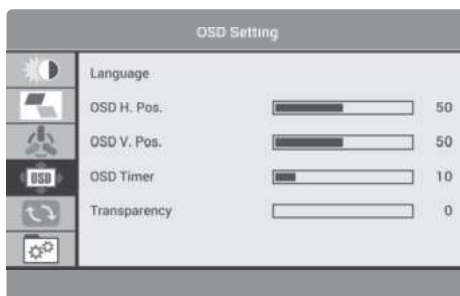 OSD Setting
Language
OSD H. Pos. 50
OSD V. Pos. 50
OSD
OSD Timer 10
Transparency 0